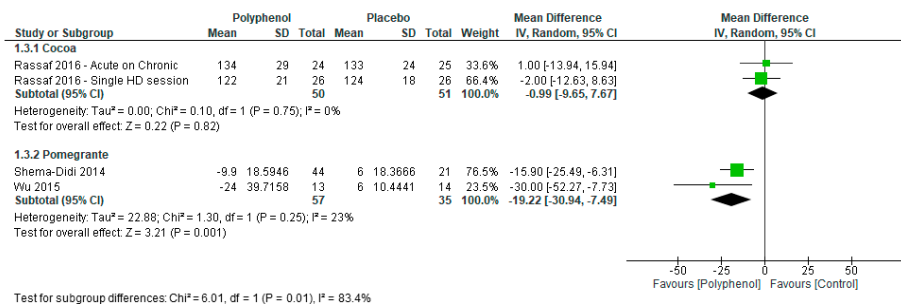 Polyphenol Placebo Mean Difference Mean Difference
Study or Subgroup Mean SD Total Mean SD Total Weight IV, Random, 95% CI IV, Random, 95% CI
1.3.1 Cocoa
Rassaf 2016 - Acute on Chronic 134 29 24 133 24 25 33.6% 1.00 [-13.94, 15.94]
Rassaf 2016 - Single HD session 122 21 26 124 18 26 66.4% -2.00 [-12.63, 8.63]
Subtotal (95% CI) 50 51 100.0% -0.99 [-9.65, 7.67]
Heterogeneity: Tau² = 0.00; Chi² = 0.10, df = 1 (P = 0.75); I² = 0%
Test for overall effect: Z = 0.22 (P = 0.82)
1.3.2 Pomegrante
Shema-Didi 2014 -9.9 18.5946 44 6 18.3666 21 76.5% -15.90 [-25.49, -6.31]
Wu 2015 -24 39.7158 13 6 10.4441 14 23.5% -30.00 [-52.27, -7.73]
Subtotal (95% CI) 57 35 100.0% -19.22 [-30.94, -7.49]
Heterogeneity: Tau² = 22.88; Chi² = 1.30, df = 1 (P = 0.25); I² = 23%
Test for overall effect: Z = 3.21 (P = 0.001)
-50 -25 0 25 50
Favours [Polyphenol] Favours [Control]
Test for subgroup differences: Chi² = 6.01, df = 1 (P = 0.01), I² = 83.4%